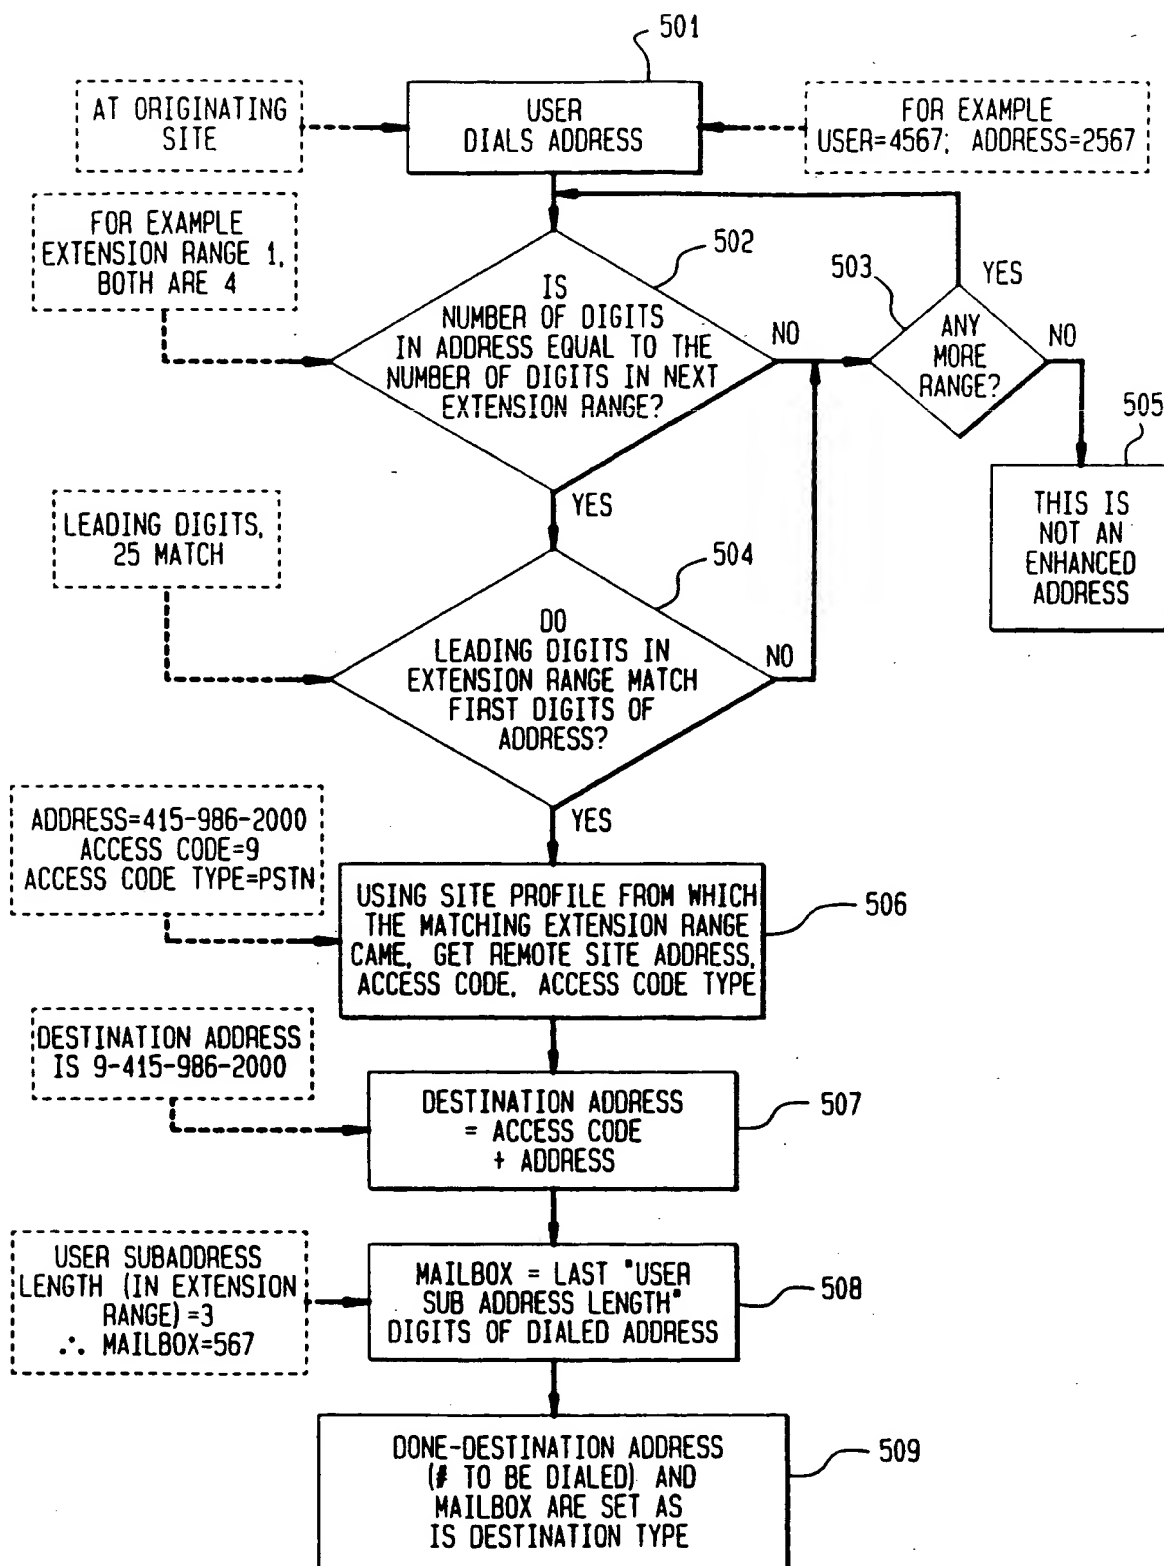 501
AT ORIGINATING
SITE
USER
DIALS ADDRESS
FOR EXAMPLE
USER=4567; ADDRESS=2567
FOR EXAMPLE
EXTENSION RANGE 1,
BOTH ARE 4
502
IS
NUMBER OF DIGITS
IN ADDRESS EQUAL TO THE
NUMBER OF DIGITS IN NEXT
EXTENSION RANGE?
NO
YES
503
ANY
MORE
RANGE?
YES
NO
505
THIS IS
NOT AN
ENHANCED
ADDRESS
LEADING DIGITS,
25 MATCH
504
DO
LEADING DIGITS IN
EXTENSION RANGE MATCH
FIRST DIGITS OF
ADDRESS?
NO
YES
ADDRESS=415-986-2000
ACCESS CODE=9
ACCESS CODE TYPE=PSTN
USING SITE PROFILE FROM WHICH
THE MATCHING EXTENSION RANGE
CAME, GET REMOTE SITE ADDRESS,
ACCESS CODE, ACCESS CODE TYPE
506
DESTINATION ADDRESS
IS 9-415-986-2000
DESTINATION ADDRESS
= ACCESS CODE
+ ADDRESS
507
USER SUBADDRESS
LENGTH (IN EXTENSION
RANGE)=3
∴ MAILBOX=567
MAILBOX = LAST "USER
SUB ADDRESS LENGTH"
DIGITS OF DIALED ADDRESS
508
DONE-DESTINATION ADDRESS
(# TO BE DIALED) AND
MAILBOX ARE SET AS
IS DESTINATION TYPE
509